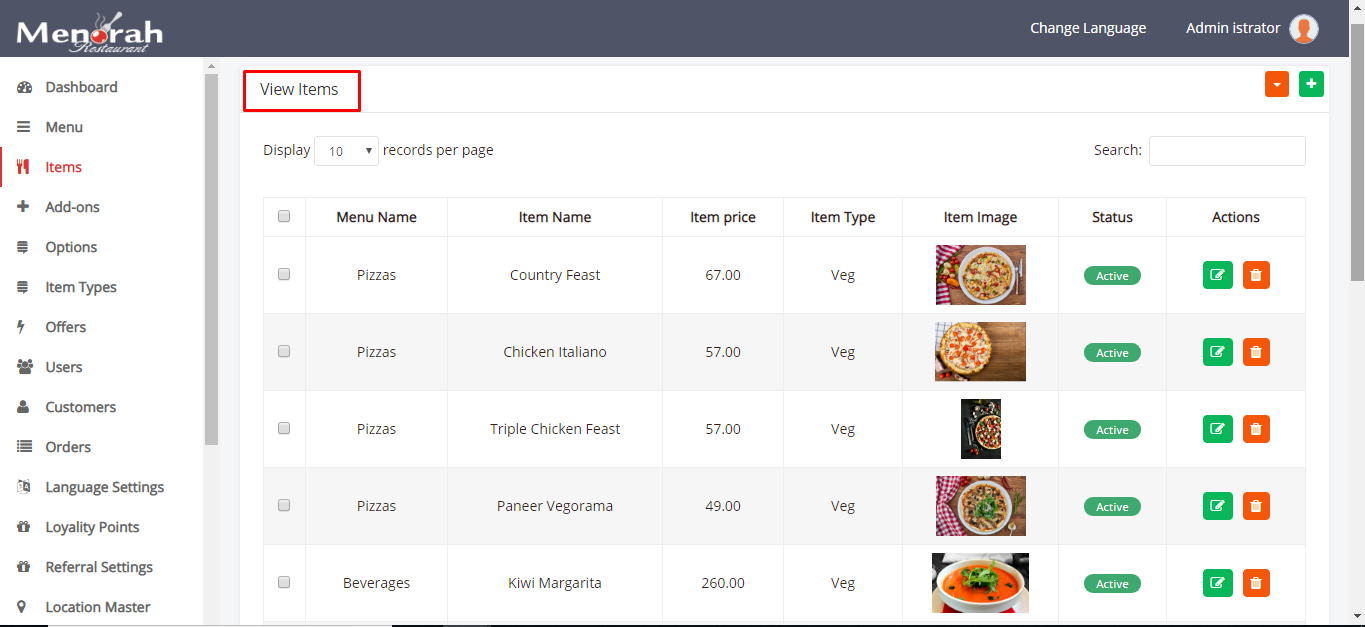 Menorah
Restaurant
Change Language
Admin istrator
Dashboard
Menu
Items
Add-ons
Options
Item Types
Offers
Users
Customers
Orders
Language Settings
Loyality Points
Referral Settings
Location Master
View Items
Display 10 records per page
Search:
Menu Name Item Name Item price Item Type Item Image Status Actions
Pizzas Country Feast 67.00 Veg Active
Pizzas Chicken Italiano 57.00 Veg Active
Pizzas Triple Chicken Feast 57.00 Veg Active
Pizzas Paneer Vegorama 49.00 Veg Active
Beverages Kiwi Margarita 260.00 Veg Active